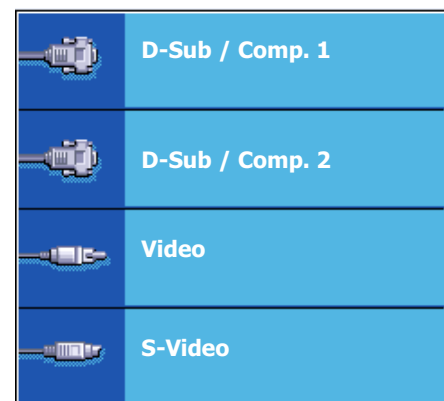 D-Sub / Comp. 1
D-Sub / Comp. 2
Video
S-Video